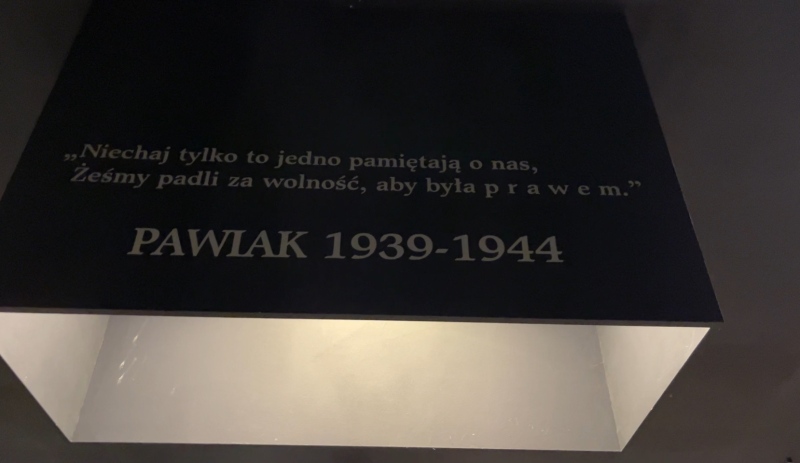 „Niechaj tylko to jedno pamiętają o nas,
Żeśmy padli za wolność, aby była p r a w e m.”
PAWIAK 1939-1944